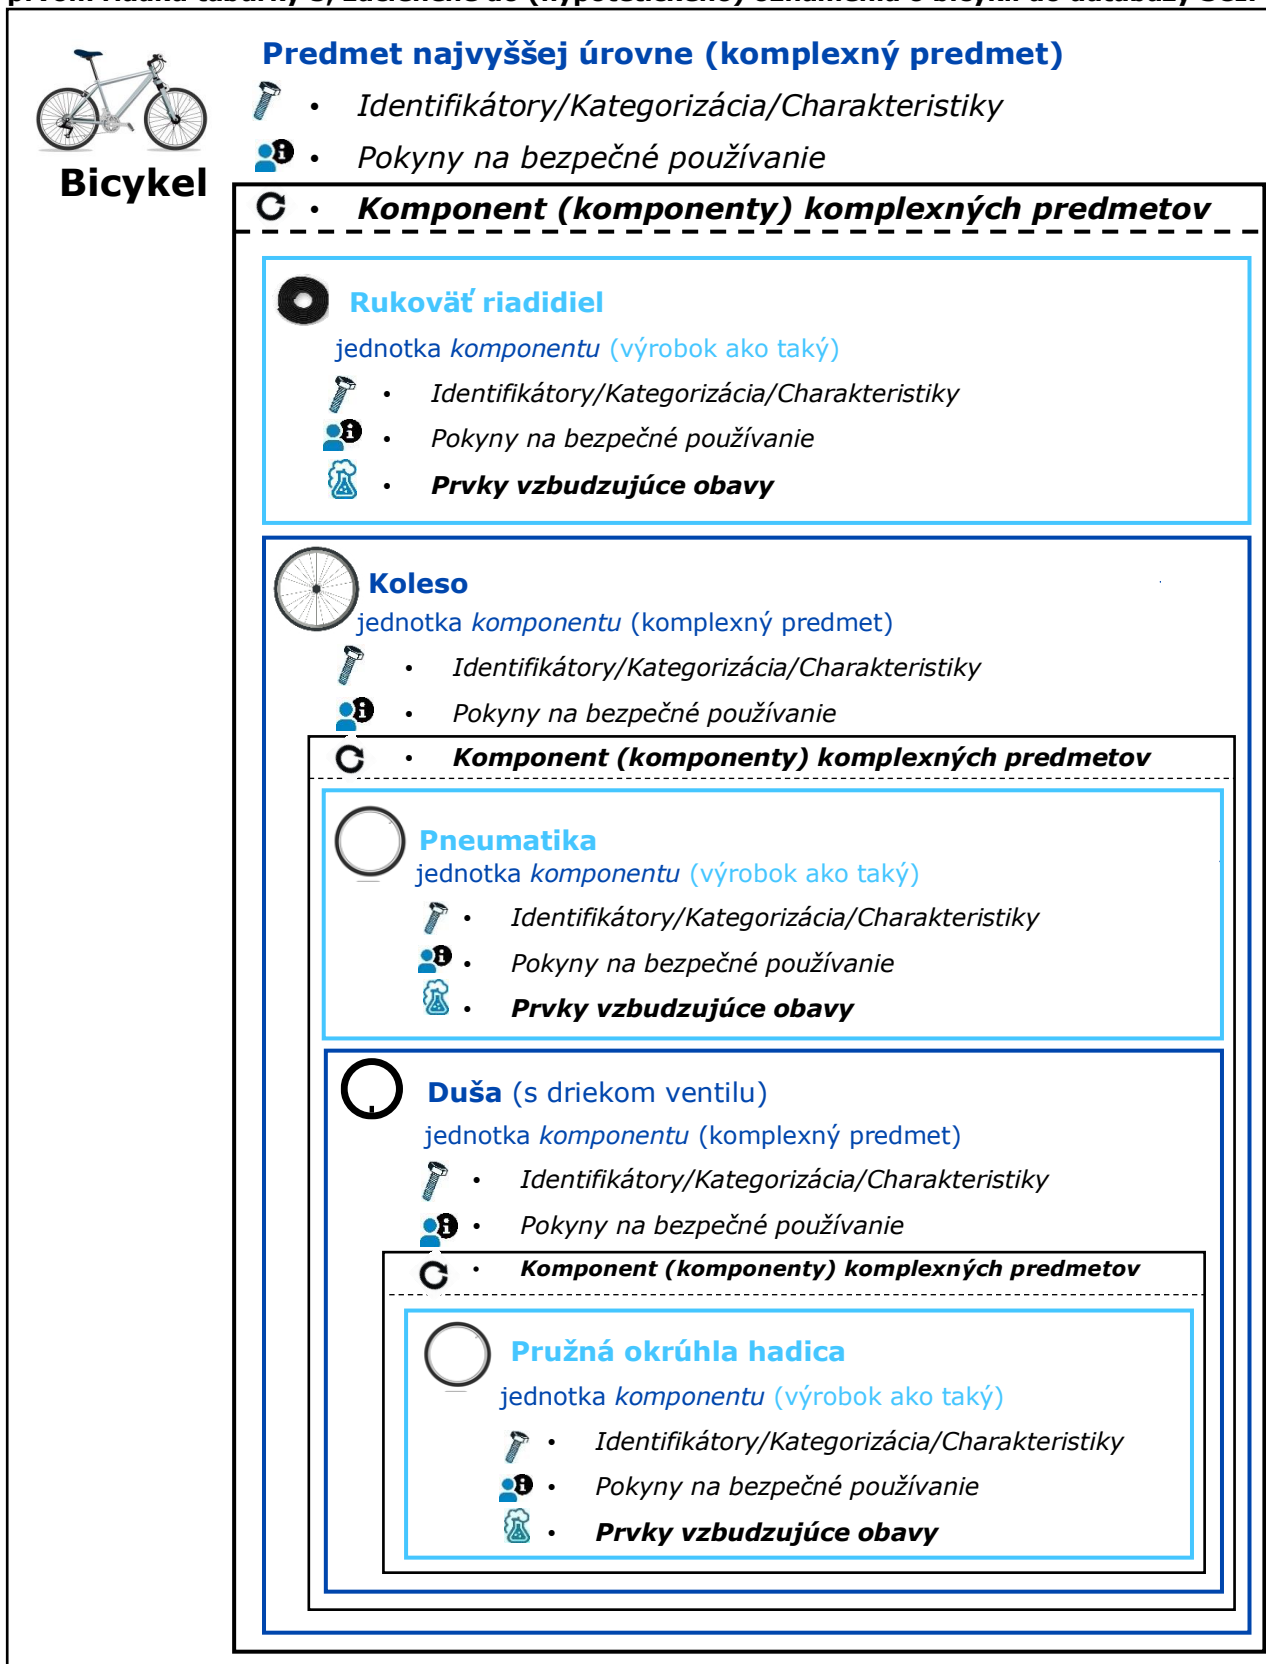 Predmet najvyššej úrovne (komplexný predmet)
• Identifikátory/Kategorizácia/Charakteristiky
• Pokyny na bezpečné používanie
Bicykel
• Komponent (komponenty) komplexných predmetov
Rukoväť riadidiel
jednotka komponentu (výrobok ako taký)
• Identifikátory/Kategorizácia/Charakteristiky
• Pokyny na bezpečné používanie
• Prvky vzbudzujúce obavy
Koleso
jednotka komponentu (komplexný predmet)
• Identifikátory/Kategorizácia/Charakteristiky
• Pokyny na bezpečné používanie
• Komponent (komponenty) komplexných predmetov
Pneumatika
jednotka komponentu (výrobok ako taký)
• Identifikátory/Kategorizácia/Charakteristiky
• Pokyny na bezpečné používanie
• Prvky vzbudzujúce obavy
Duša (s driekom ventilu)
jednotka komponentu (komplexný predmet)
• Identifikátory/Kategorizácia/Charakteristiky
• Pokyny na bezpečné používanie
• Komponent (komponenty) komplexných predmetov
Pružná okrúhla hadica
jednotka komponentu (výrobok ako taký)
• Identifikátory/Kategorizácia/Charakteristiky
• Pokyny na bezpečné používanie
• Prvky vzbudzujúce obavy